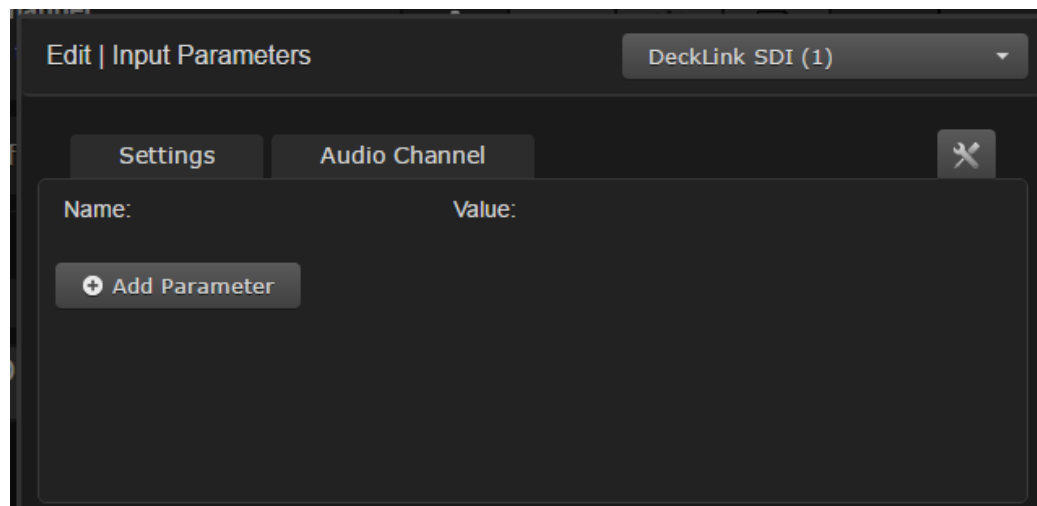 Edit | Input Parameters
DeckLink SDI (1)
Settings
Audio Channel
Name:
Value:
Add Parameter